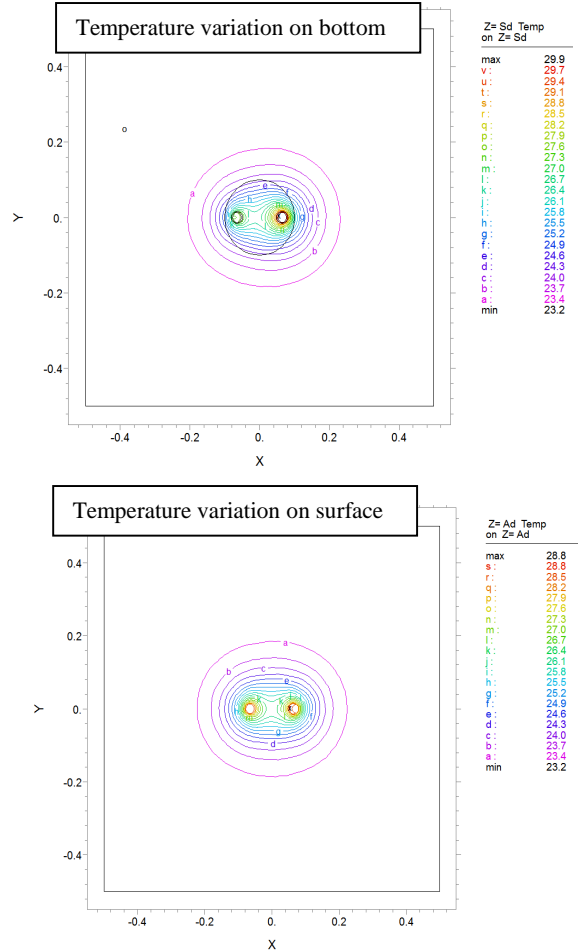 Temperature variation on bottom
Z= Sd Temp
on Z= Sd
max 29.9
v : 29.7
u : 29.4
t : 29.1
s : 28.8
r : 28.5
q : 28.2
p : 27.9
o : 27.6
n : 27.3
m : 27.0
l : 26.7
k : 26.4
j : 26.1
i : 25.8
h : 25.5
g : 25.2
f : 24.9
e : 24.6
d : 24.3
c : 24.0
b : 23.7
a : 23.4
min 23.2
Y
0.4
0.2
0.
-0.2
-0.4
o
a
e
f
h
d
g
c
b
-0.4 -0.2 0. 0.2 0.4
X
Temperature variation on surface
Z= Ad Temp
on Z= Ad
max 28.8
s : 28.8
r : 28.5
q : 28.2
p : 27.9
o : 27.6
n : 27.3
m : 27.0
l : 26.7
k : 26.4
j : 26.1
i : 25.8
h : 25.5
g : 25.2
f : 24.9
e : 24.6
d : 24.3
c : 24.0
b : 23.7
a : 23.4
min 23.2
Y
0.4
0.2
0.
-0.2
-0.4
a
b
c
e
k
h
f
g
d
-0.4 -0.2 0. 0.2 0.4
X